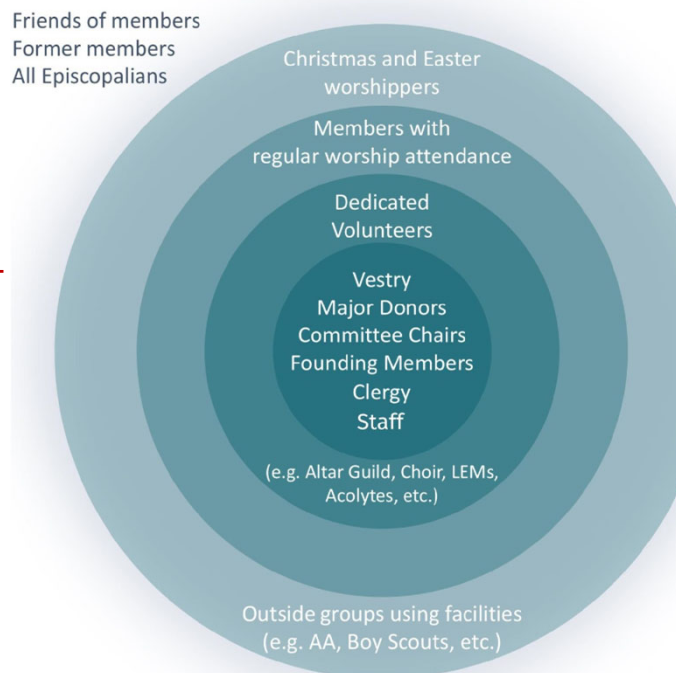 Friends of members
Former members
All Episcopalians
Christmas and Easter
worshippers
Members with
regular worship attendance
Dedicated
Volunteers
Vestry
Major Donors
Committee Chairs
Founding Members
Clergy
Staff
(e.g. Altar Guild, Choir, LEMs,
Acolytes, etc.)
Outside groups using facilities
(e.g. AA, Boy Scouts, etc.)